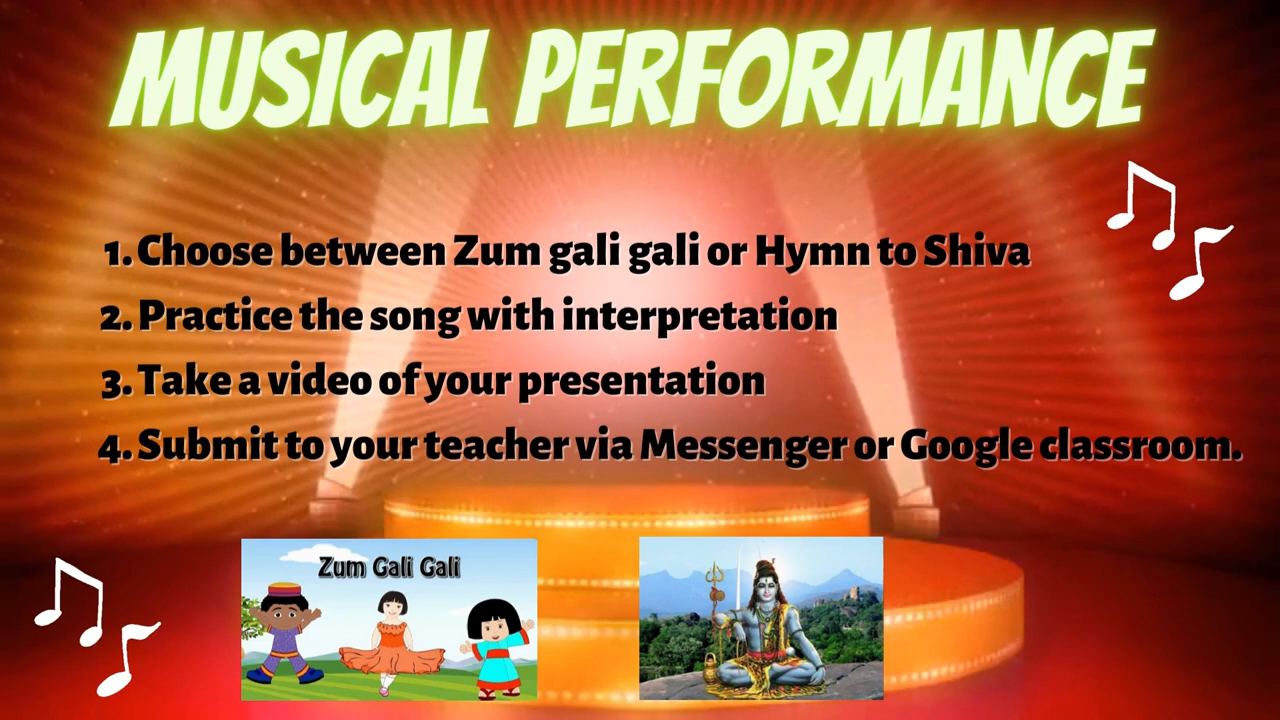 MUSICAL PERFORMANCE
1. Choose between Zum gali gali or Hymn to Shiva
2. Practice the song with interpretation
3. Take a video of your presentation
4. Submit to your teacher via Messenger or Google classroom.
Zum Gali Gali